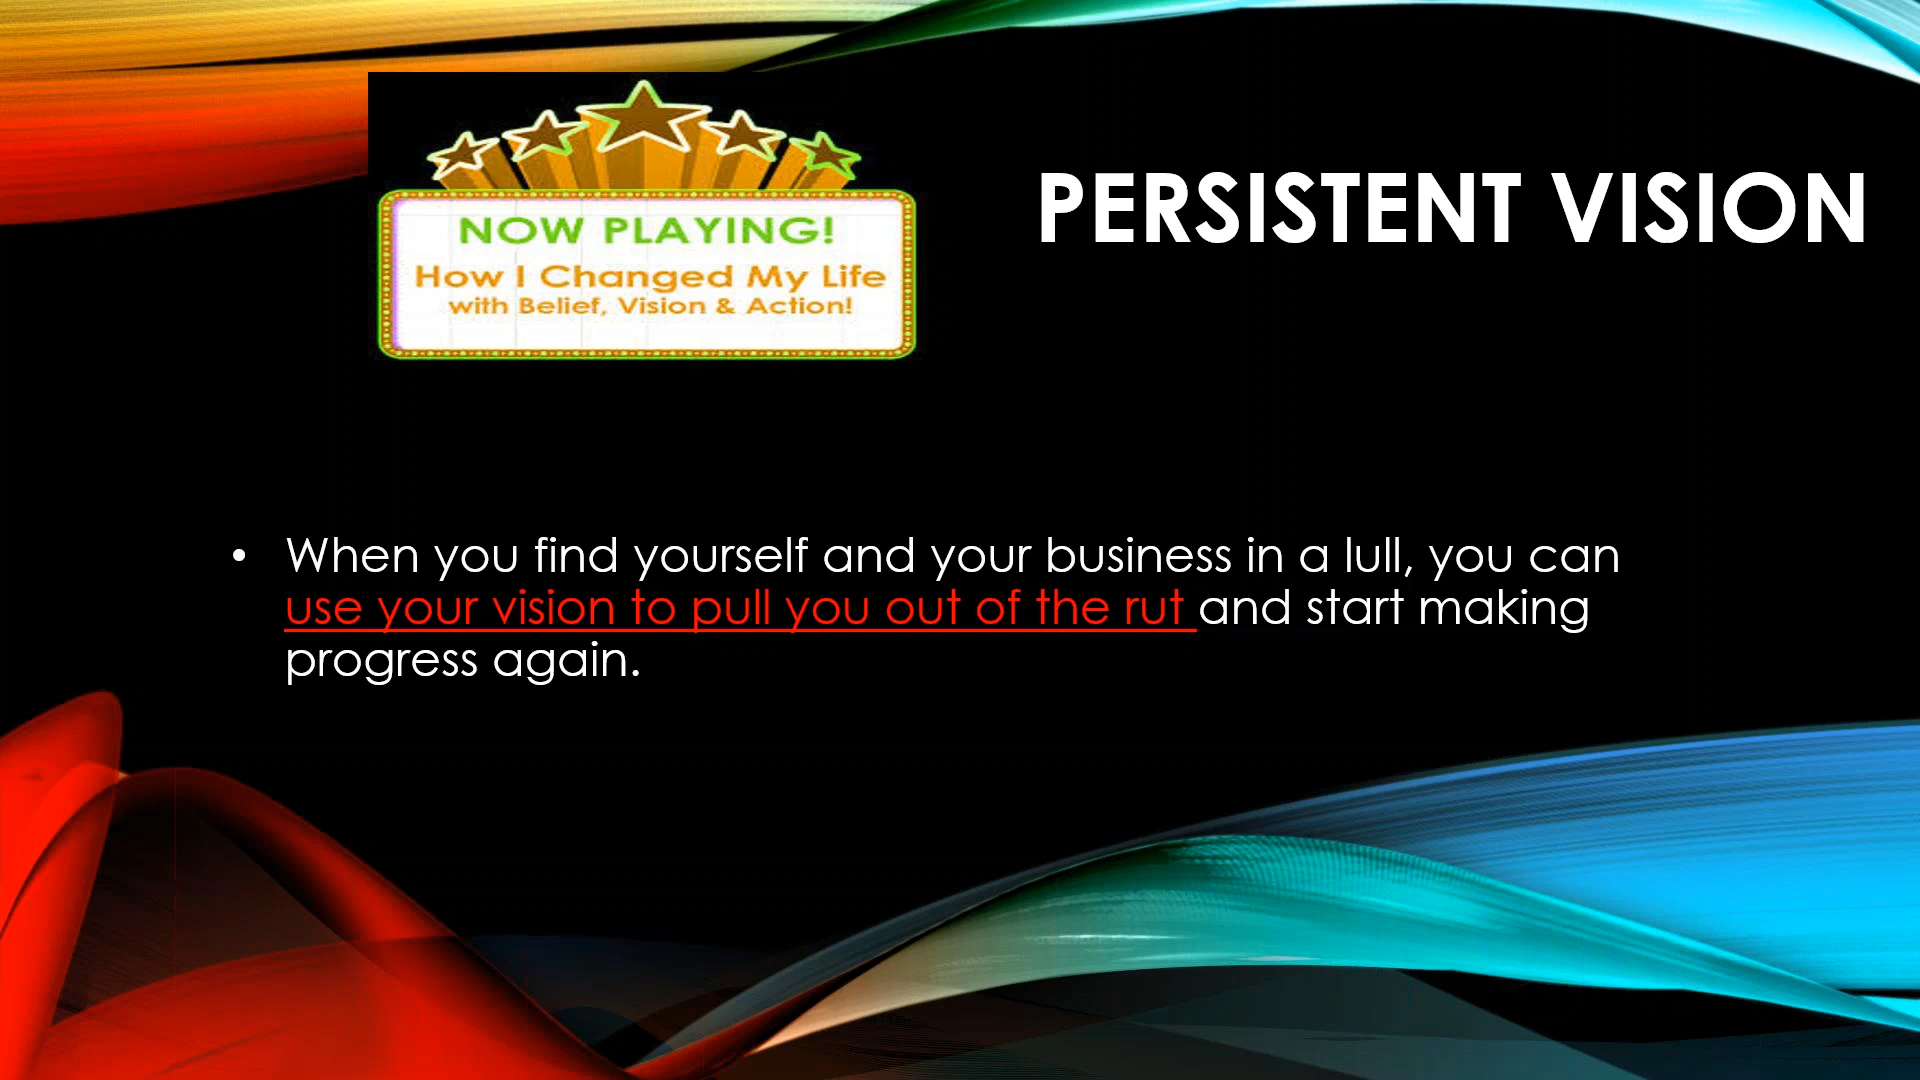 NOW PLAYING!
How I Changed My Life
with Belief, Vision & Action!
PERSISTENT VISION
• When you find yourself and your business in a lull, you can
use your vision to pull you out of the rut and start making
progress again.